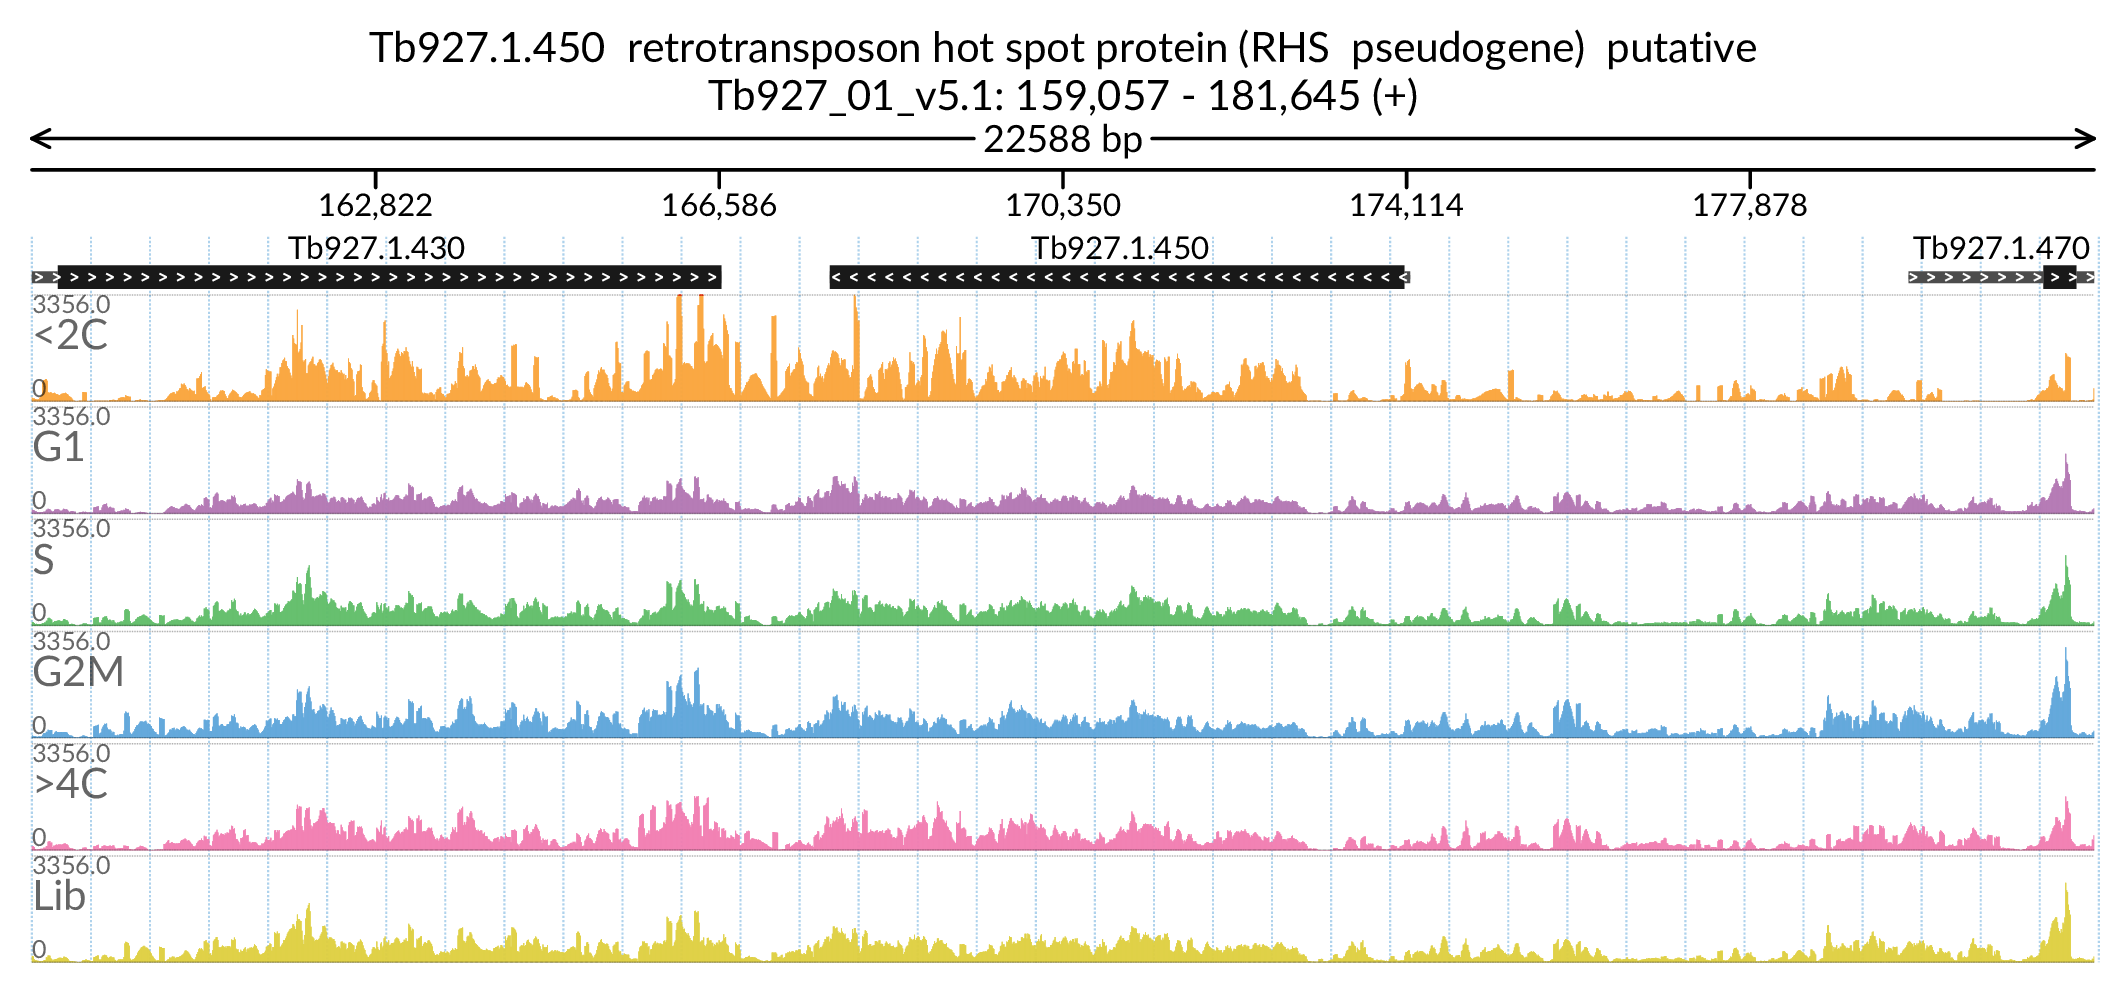 Tb927.1.450 retrotransposon hot spot protein (RHS pseudogene) putative
Tb927_01_v5.1: 159,057 - 181,645 (+)
22588 bp
162,822 166,586 170,350 174,114 177,878
Tb927.1.430 Tb927.1.450 Tb927.1.470
3356.0
<2C
0
3356.0
G1
0
3356.0
S
0
3356.0
G2M
0
3356.0
>4C
0
3356.0
Lib
0